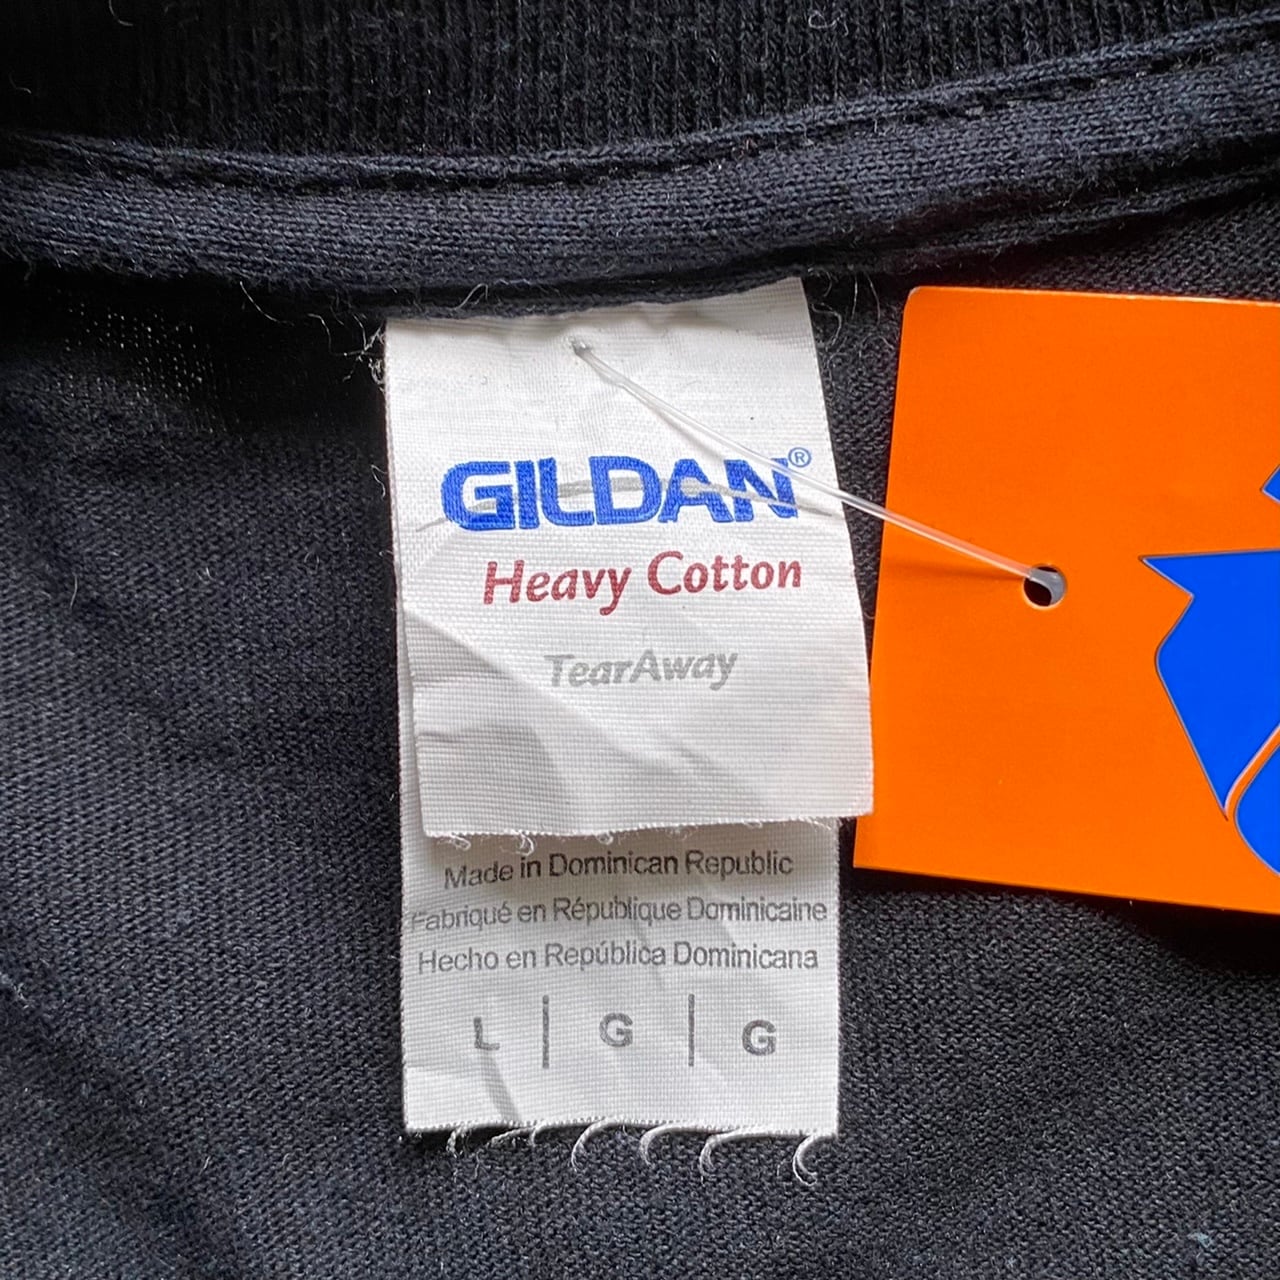 GILDAN®
Heavy Cotton
TearAway
Made in Dominican Republic
Fabriqué en République Dominicaine
Hecho en República Dominicana
L | G | G